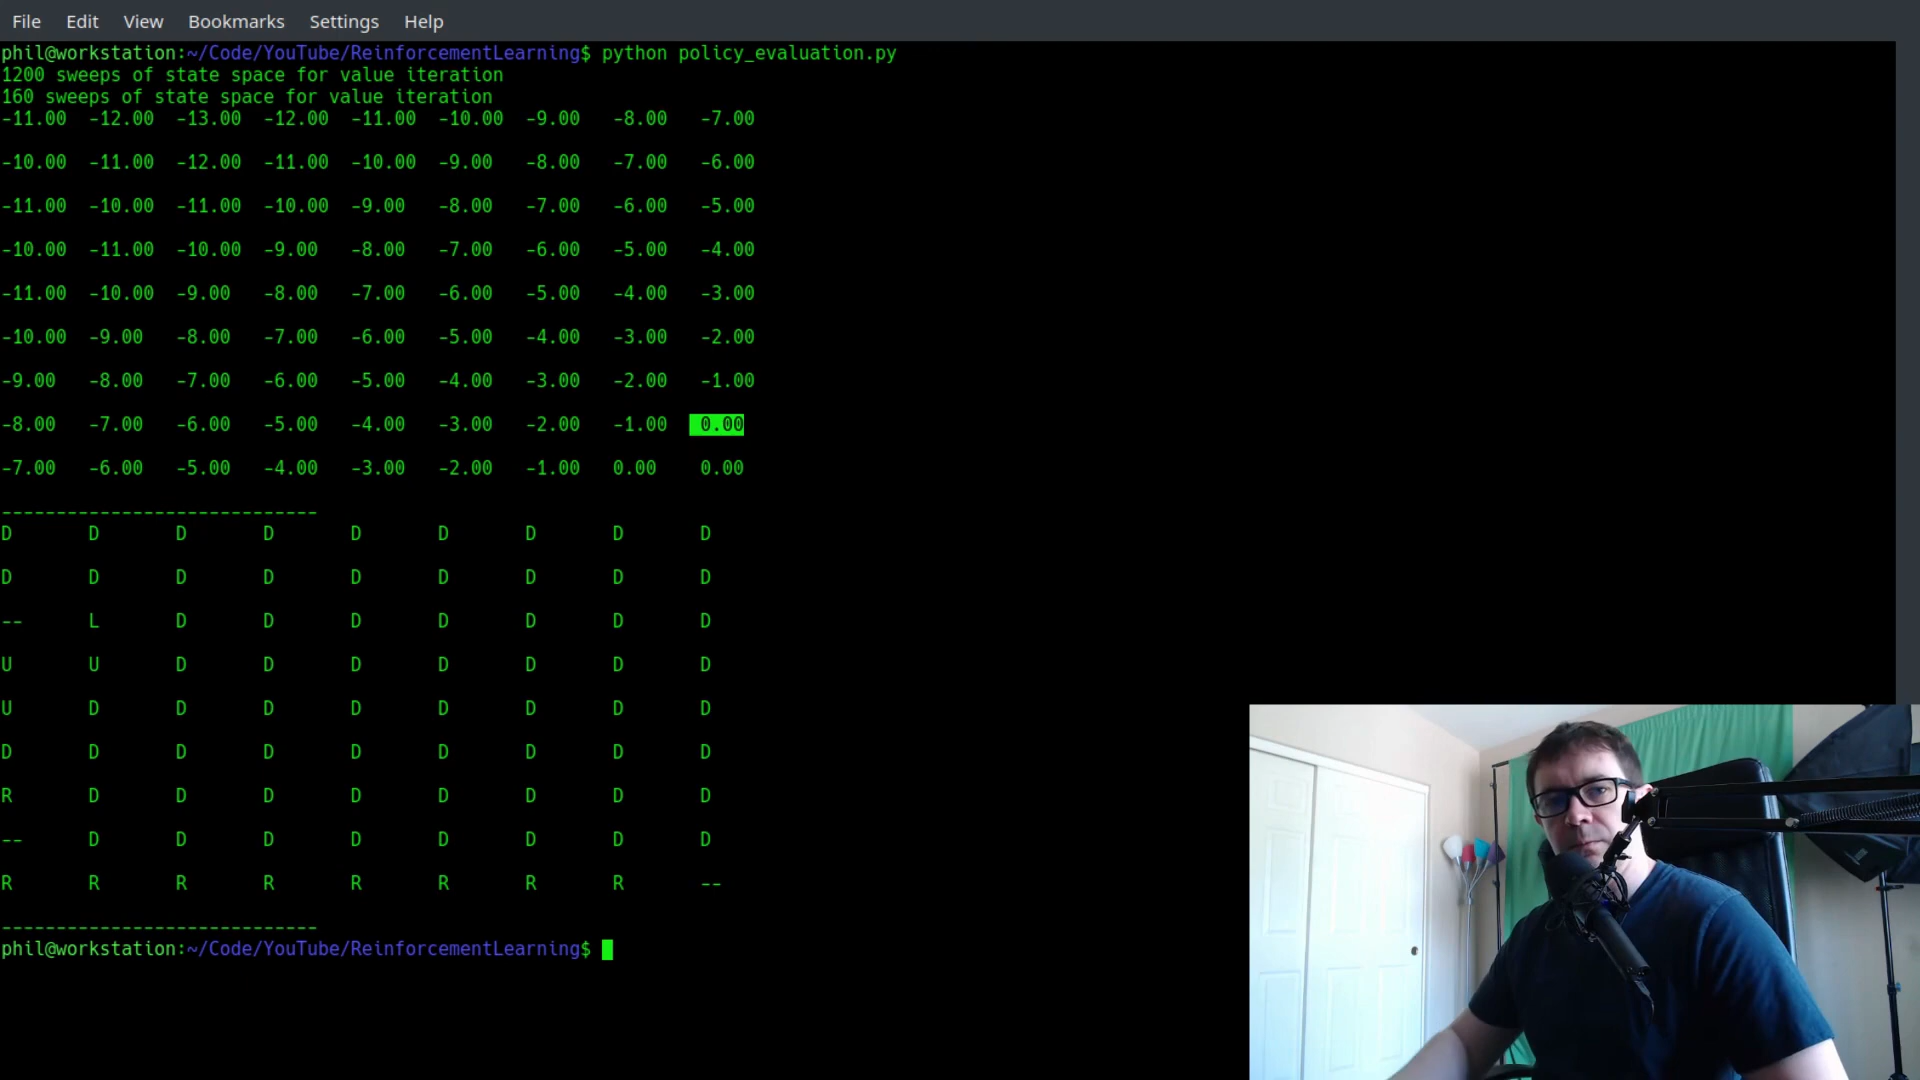 File Edit View Bookmarks Settings Help
phil@workstation:~/Code/YouTube/ReinforcementLearning$ python policy_evaluation.py
1200 sweeps of state space for value iteration
160 sweeps of state space for value iteration
-11.00 -12.00 -13.00 -12.00 -11.00 -10.00 -9.00 -8.00 -7.00
-10.00 -11.00 -12.00 -11.00 -10.00 -9.00 -8.00 -7.00 -6.00
-11.00 -10.00 -11.00 -10.00 -9.00 -8.00 -7.00 -6.00 -5.00
-10.00 -11.00 -10.00 -9.00 -8.00 -7.00 -6.00 -5.00 -4.00
-11.00 -10.00 -9.00 -8.00 -7.00 -6.00 -5.00 -4.00 -3.00
-10.00 -9.00 -8.00 -7.00 -6.00 -5.00 -4.00 -3.00 -2.00
-9.00 -8.00 -7.00 -6.00 -5.00 -4.00 -3.00 -2.00 -1.00
-8.00 -7.00 -6.00 -5.00 -4.00 -3.00 -2.00 -1.00 0.00
-7.00 -6.00 -5.00 -4.00 -3.00 -2.00 -1.00 0.00 0.00
-----------------------------
D D D D D D D D D
D D D D D D D D D
-- L D D D D D D D
U U D D D D D D D
U D D D D D D D D
D D D D D D D D D
R D D D D D D D D
-- D D D D D D D D
R R R R R R R R --
-----------------------------
phil@workstation:~/Code/YouTube/ReinforcementLearning$